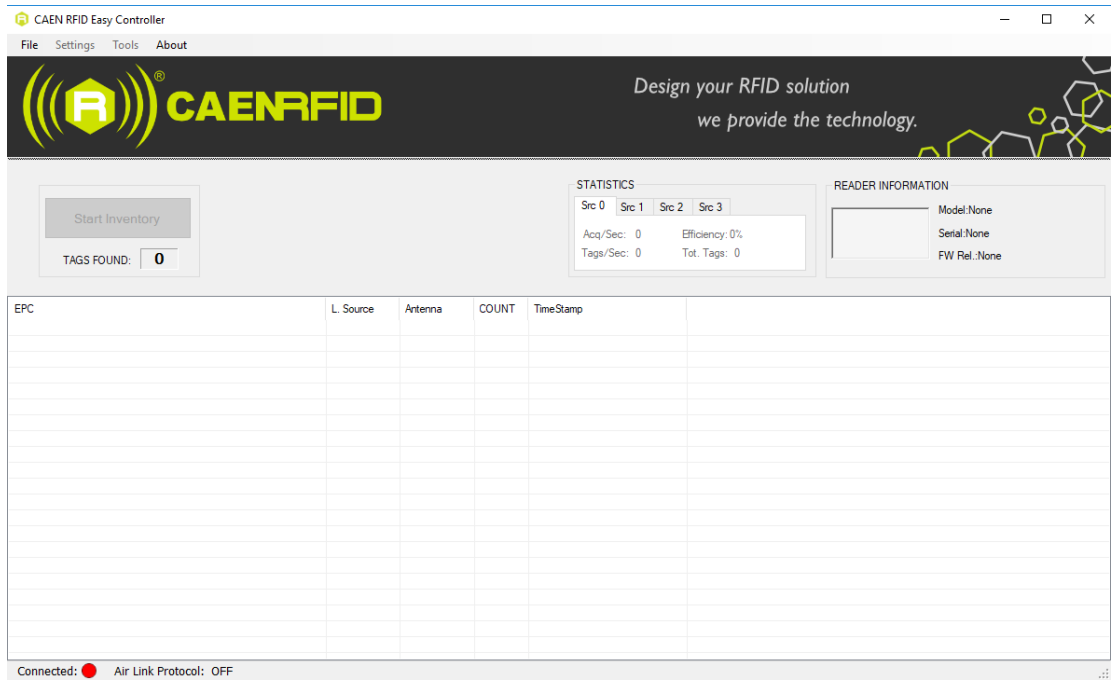 CAEN RFID Easy Controller
File Settings Tools About
R ® CAENRFID
Design your RFID solution
we provide the technology.
Start Inventory
TAGS FOUND: 0
STATISTICS
Src 0 Src 1 Src 2 Src 3
Acq/Sec: 0 Efficiency: 0%
Tags/Sec: 0 Tot. Tags: 0
READER INFORMATION
Model:None
Serial:None
FW Rel.:None
EPC L. Source Antenna COUNT TimeStamp
Connected: Air Link Protocol: OFF